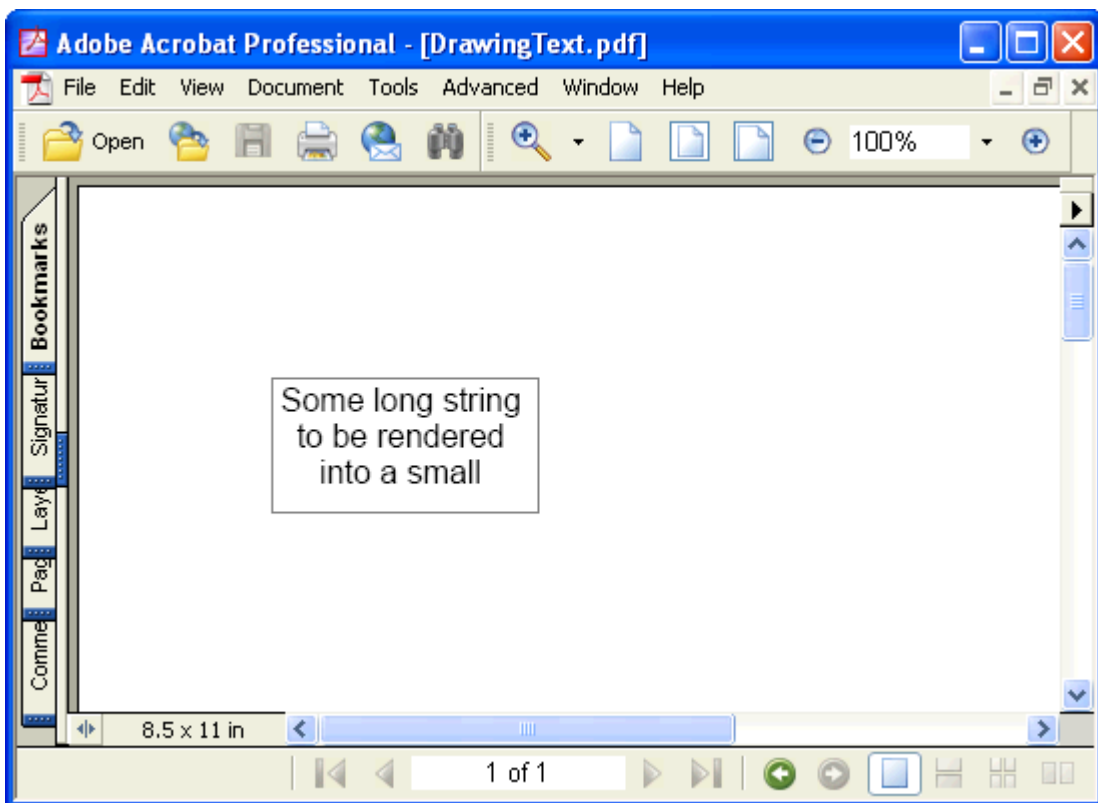 Adobe Acrobat Professional - [DrawingText.pdf]
File Edit View Document Tools Advanced Window Help
Open 100%
Bookmarks
Signatur
Laye
Pag
Comme
Some long string
to be rendered
into a small
8.5 x 11 in
1 of 1